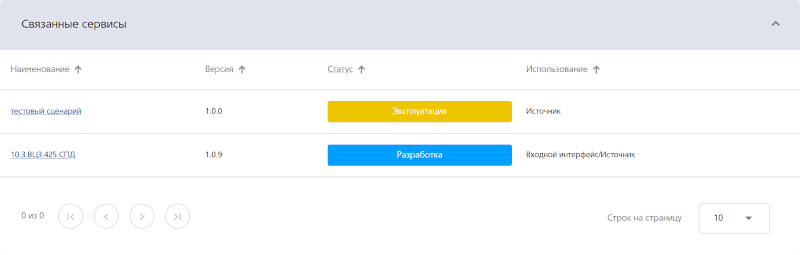 Связанные сервисы
Наименование Версия Статус Использование
тестовый сценарий 1.0.0 Эксплуатация Источник
10.3.ВЦЗ.425.СПД 1.0.9 Разработка Входной интерфейс/Источник
0 из 0 Строк на страницу 10